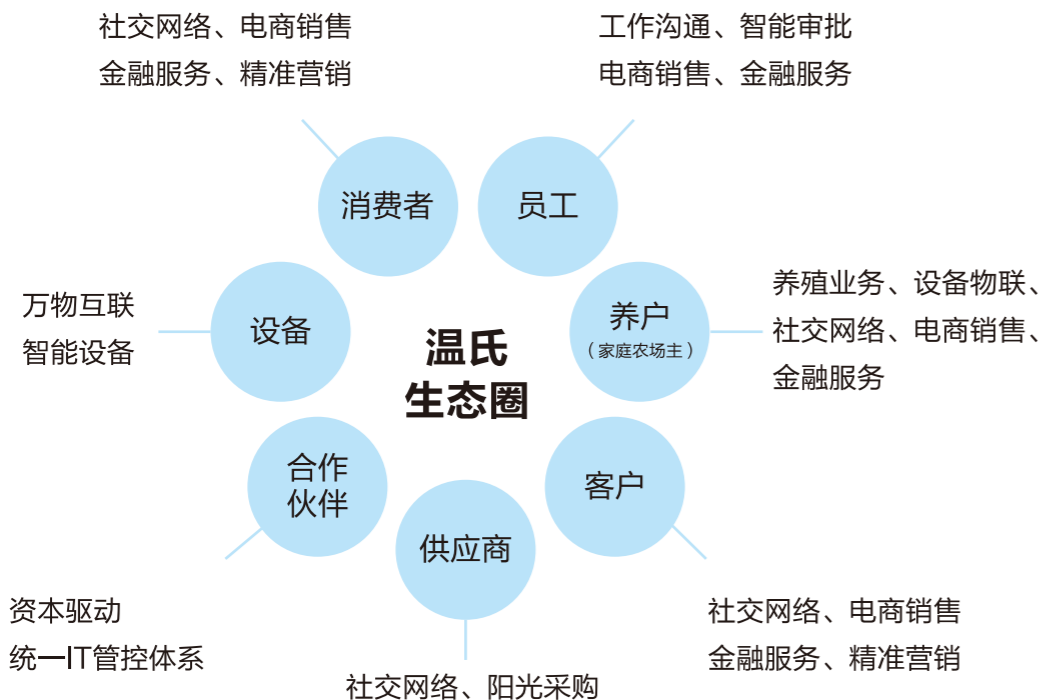 社交网络、电商销售
金融服务、精准营销
工作沟通、智能审批
电商销售、金融服务
消费者
员工
万物互联
智能设备
设备
温氏
生态圈
养户
（家庭农场主）
养殖业务、设备物联、
社交网络、电商销售、
金融服务
合作
伙伴
供应商
客户
资本驱动
统一IT管控体系
社交网络、阳光采购
社交网络、电商销售
金融服务、精准营销